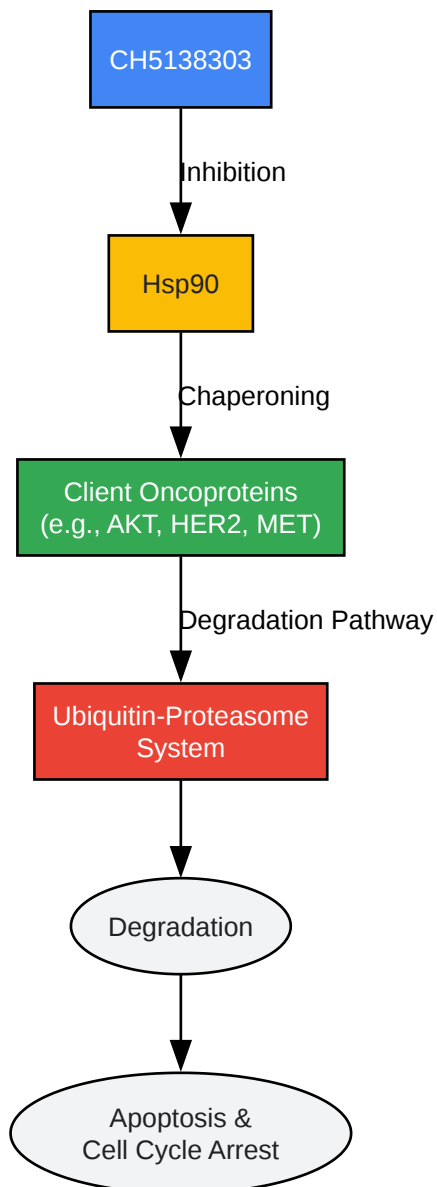 CH5138303
Inhibition
Hsp90
Chaperoning
Client Oncoproteins
(e.g., AKT, HER2, MET)
Degradation Pathway
Ubiquitin-Proteasome
System
Degradation
Apoptosis &
Cell Cycle Arrest